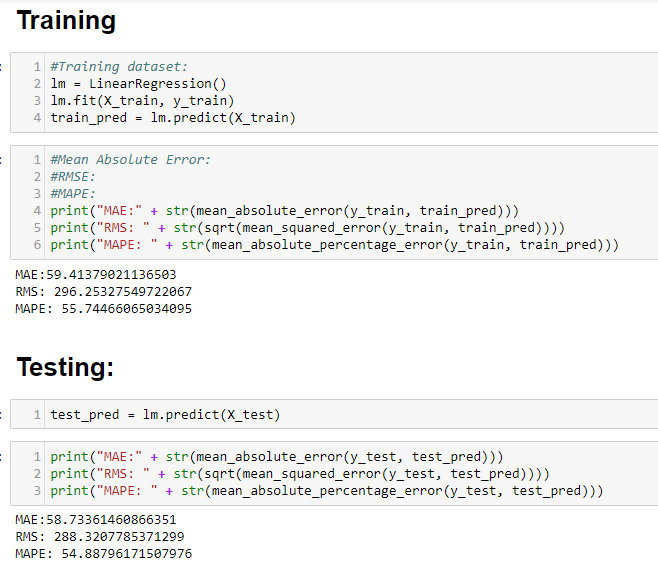 Training
1 #Training dataset:
2 lm = LinearRegression()
3 lm.fit(X_train, y_train)
4 train_pred = lm.predict(X_train)
1 #Mean Absolute Error:
2 #RMSE:
3 #MAPE:
4 print("MAE:" + str(mean_absolute_error(y_train, train_pred)))
5 print("RMS: " + str(sqrt(mean_squared_error(y_train, train_pred))))
6 print("MAPE: " + str(mean_absolute_percentage_error(y_train, train_pred)))
MAE:59.41379021136503
RMS: 296.25327549722067
MAPE: 55.74466065034095
Testing:
1 test_pred = lm.predict(X_test)
1 print("MAE:" + str(mean_absolute_error(y_test, test_pred)))
2 print("RMS: " + str(sqrt(mean_squared_error(y_test, test_pred))))
3 print("MAPE: " + str(mean_absolute_percentage_error(y_test, test_pred)))
MAE:58.73361460866351
RMS: 288.3207785371299
MAPE: 54.88796171507976